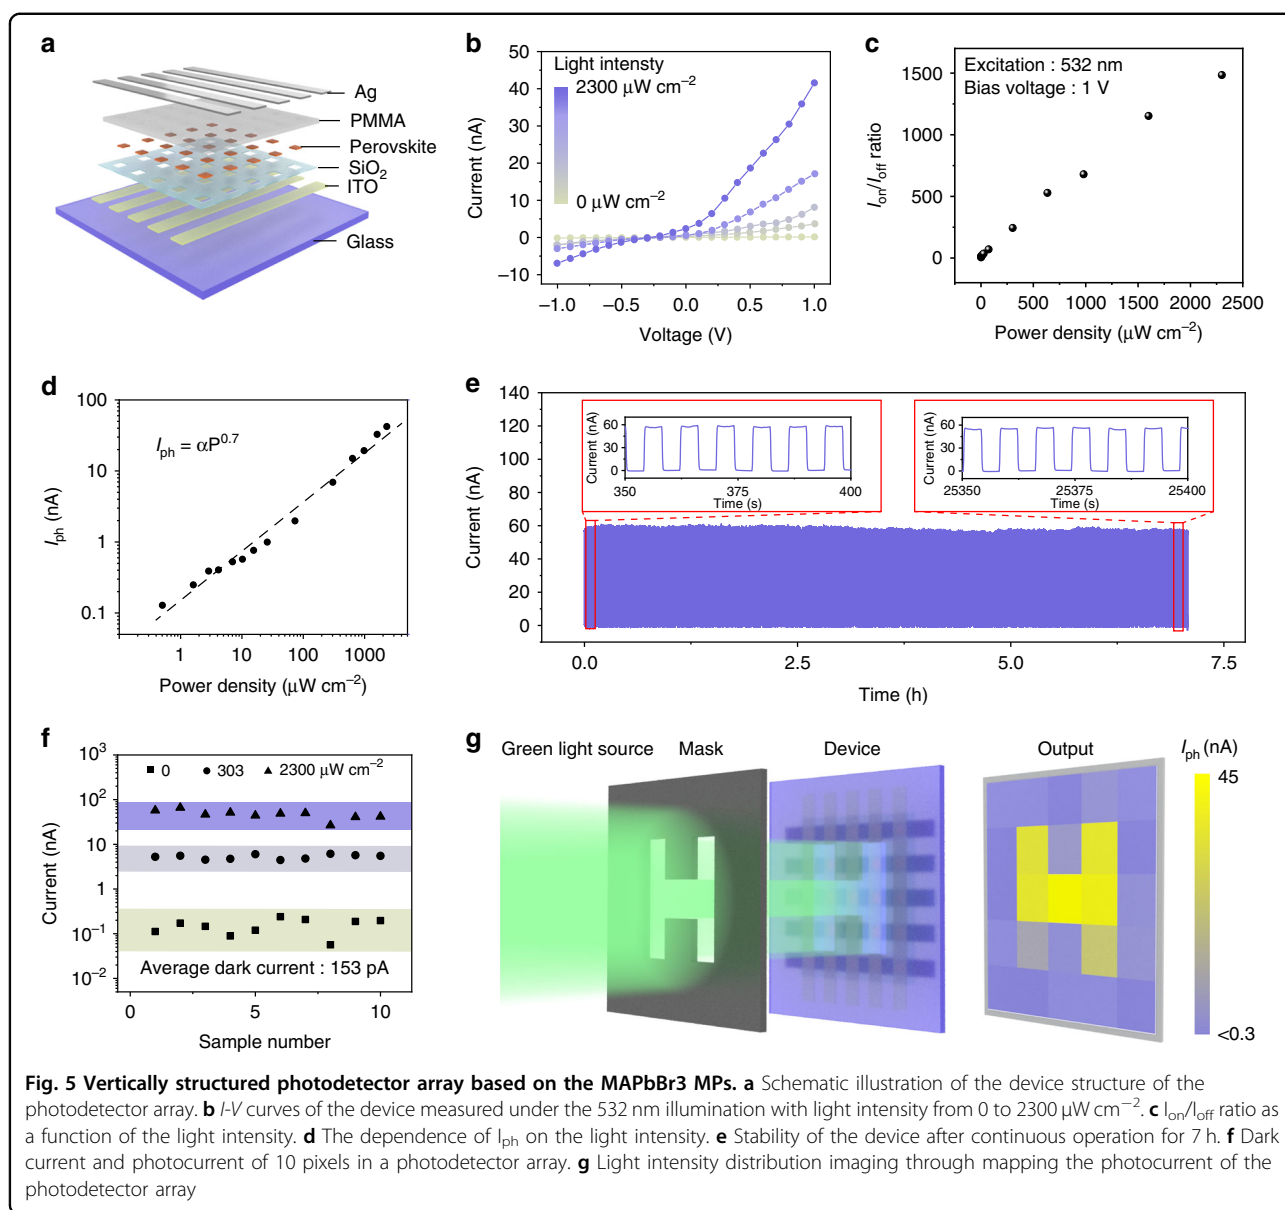 a
Ag
PMMA
Perovskite
SiO2
ITO
Glass
b
Light intensty
2300 μW cm−2
0 μW cm−2
50
40
30
20
10
0
−10
Current (nA)
−1.0 −0.5 0.0 0.5 1.0
Voltage (V)
c
Excitation : 532 nm
Bias voltage : 1 V
1500
1000
500
0
Ion/Ioff ratio
0 500 1000 1500 2000 2500
Power density (μW cm−2)
d
Iph = αP0.7
100
10
1
0.1
Iph (nA)
1 10 100 1000
Power density (μW cm−2)
e
140
120
100
80
60
40
20
0
Current (nA)
60
30
0
Current (nA)
350 375 400
Time (s)
60
30
0
Current (nA)
25350 25375 25400
Time (s)
0.0 2.5 5.0 7.5
Time (h)
f
0 303 2300 μW cm−2
103
102
10
1
10−1
10−2
Current (nA)
Average dark current : 153 pA
0 5 10
Sample number
g
Green light source Mask Device Output
Iph (nA)
45
<0.3
Fig. 5 Vertically structured photodetector array based on the MAPbBr3 MPs. a Schematic illustration of the device structure of the
photodetector array. b I-V curves of the device measured under the 532 nm illumination with light intensity from 0 to 2300 μW cm−2. c Ion/Ioff ratio as
a function of the light intensity. d The dependence of Iph on the light intensity. e Stability of the device after continuous operation for 7 h. f Dark
current and photocurrent of 10 pixels in a photodetector array. g Light intensity distribution imaging through mapping the photocurrent of the
photodetector array